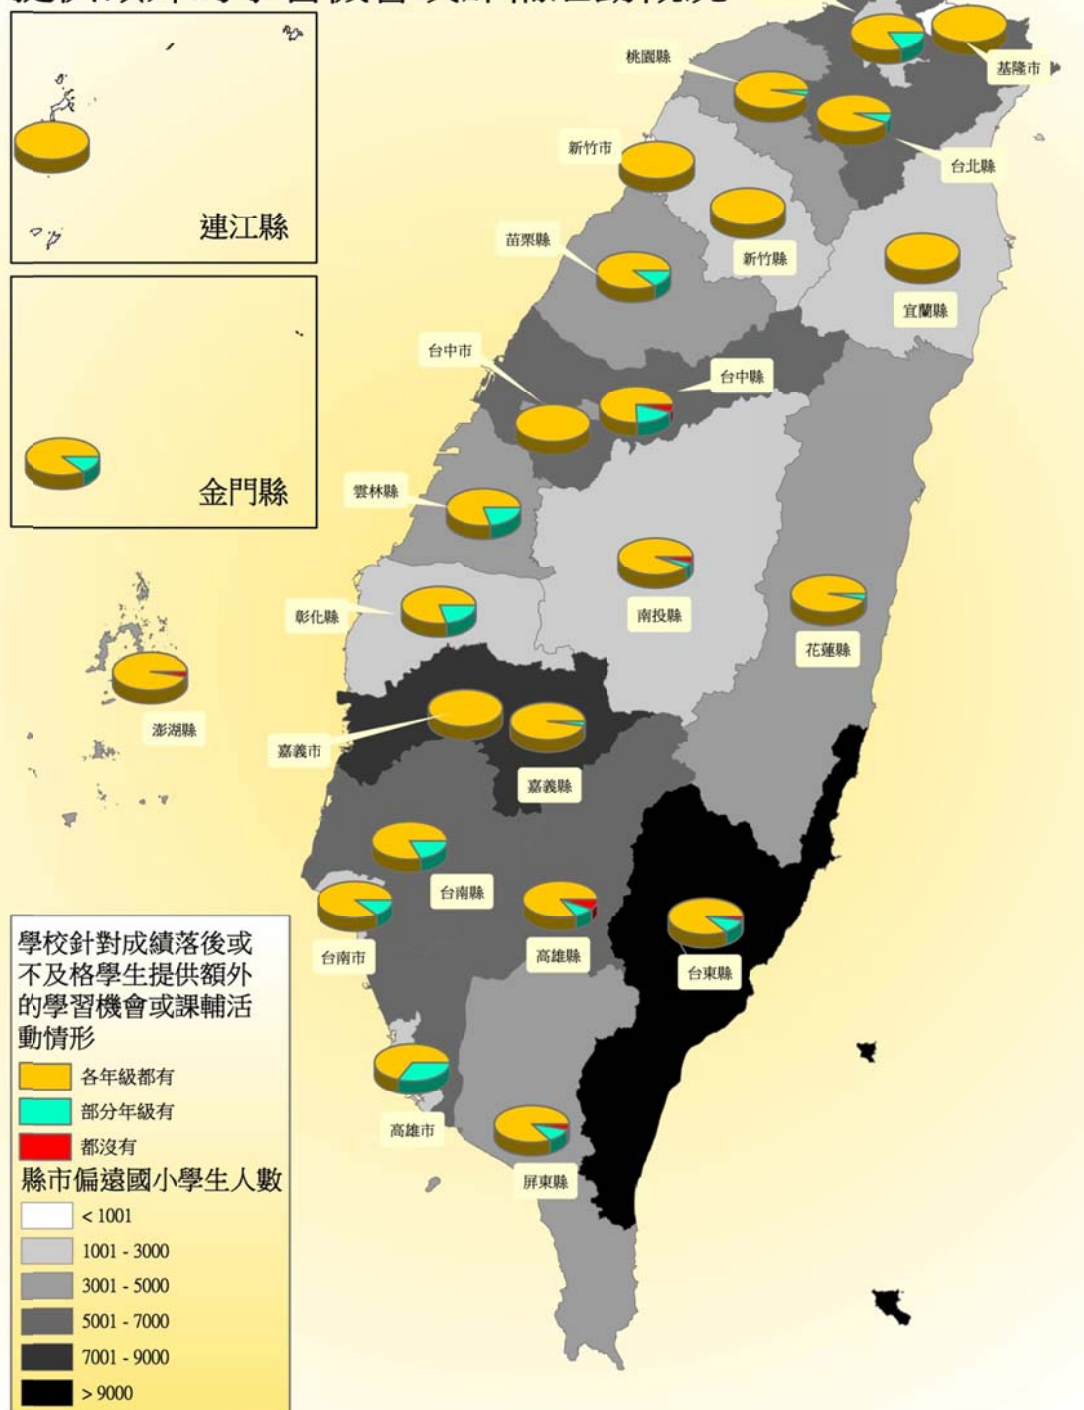 桃園縣
基隆市
新竹市
台北縣
連江縣
苗栗縣
新竹縣
宜蘭縣
台中市
台中縣
金門縣
雲林縣
彰化縣
南投縣
花蓮縣
澎湖縣
嘉義市
嘉義縣
台南縣
台南市
高雄縣
台東縣
高雄市
屏東縣
學校針對成績落後或
不及格學生提供額外
的學習機會或課輔活
動情形
各年級都有
部分年級有
都沒有
縣市偏遠國小學生人數
< 1001
1001 - 3000
3001 - 5000
5001 - 7000
7001 - 9000
> 9000